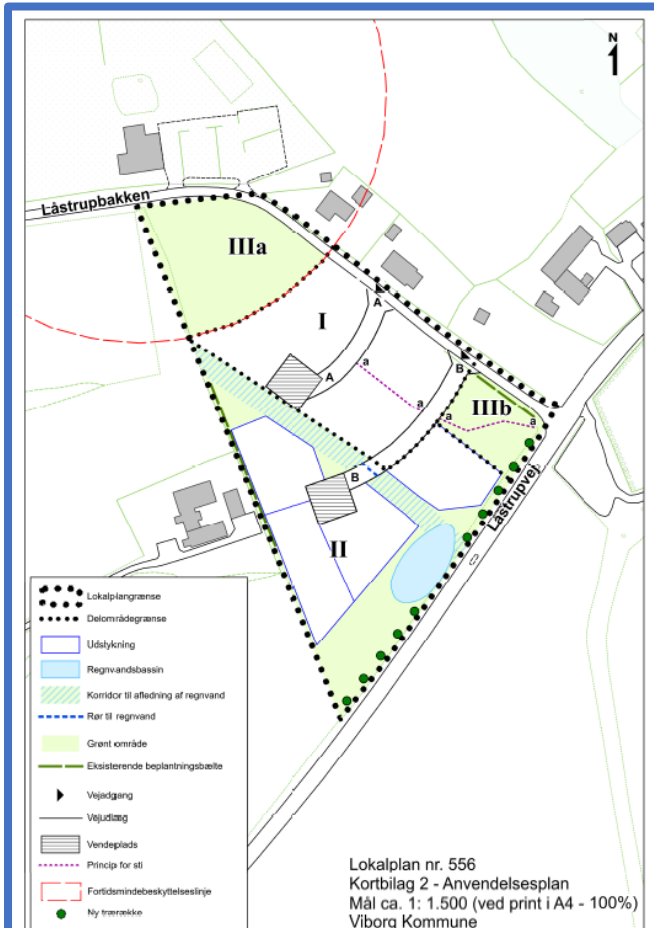 N
Låstrupbakken
IIIa
I
A
A
B
a
a
IIIb
a
a
B
Låstrupvej
II
Lokalplangrænse
Delområdegrænse
Udstykning
Regnvandsbassin
Korridor til afledning af regnvand
Rør til regnvand
Grønt område
Eksisterende beplantningsbælte
Vejadgang
Vejudlæg
Vendeplads
Princip for sti
Fortidsmindebeskyttelseslinje
Ny trærække
Lokalplan nr. 556
Kortbilag 2 - Anvendelsesplan
Mål ca. 1: 1.500 (ved print i A4 - 100%)
Viborg Kommune